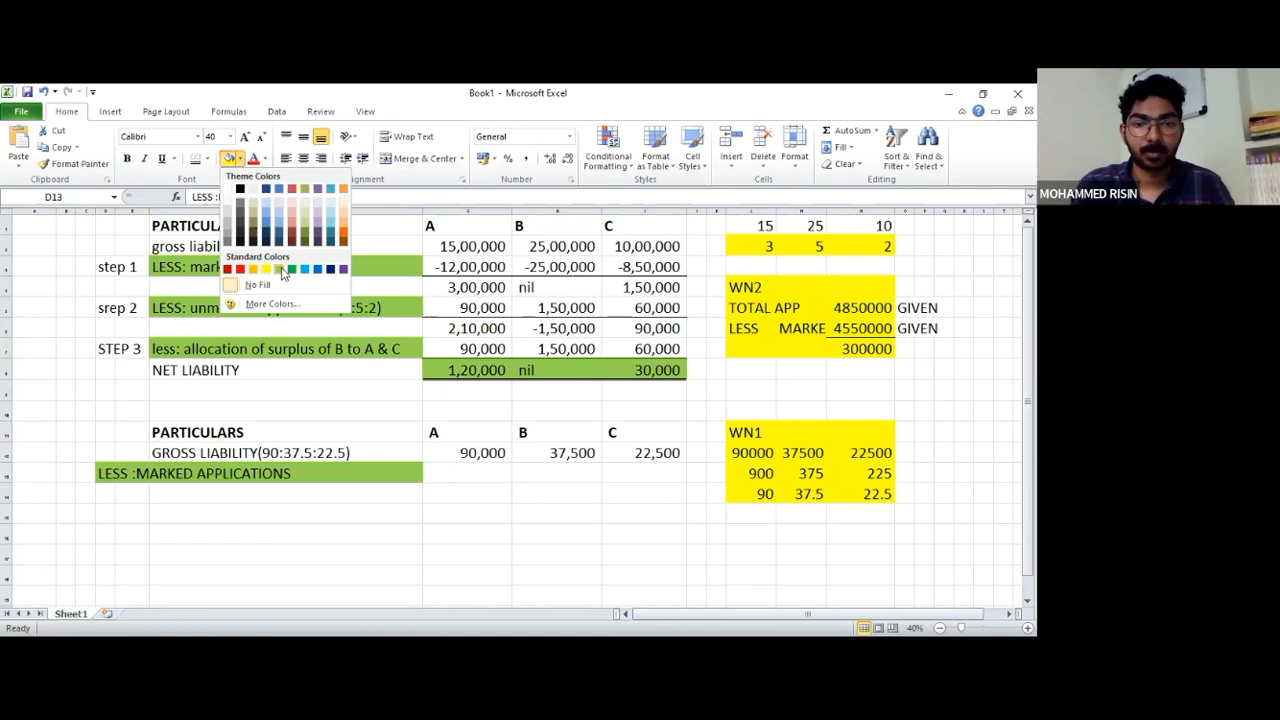 Book1 - Microsoft Excel
File Home Insert Page Layout Formulas Data Review View
Cut Calibri 40 Wrap Text General AutoSum
Copy Fill
Paste Format Painter Merge & Center Conditional Formatting Format as Table Cell Styles Insert Delete Format Clear Sort & Filter Find & Select
Clipboard Number Styles Cells Editing
Theme Colors
Standard Colors
No Fill
More Colors...
MOHAMMED RISIN
D13 fx LESS :
A B C 15 25 10
gross 15,00,000 25,00,000 10,00,000 3 5 2
step 1 LESS: -12,00,000 -25,00,000 -8,50,000
3,00,000 nil 1,50,000 WN2
srep 2 LESS: 90,000 1,50,000 60,000 TOTAL APP 4850000 GIVEN
2,10,000 -1,50,000 90,000 LESS MARKE 4550000 GIVEN
STEP 3 less: allocation of surplus of B to A & C 90,000 1,50,000 60,000 300000
NET LIABILITY 1,20,000 nil 30,000
PARTICULARS A B C WN1
GROSS LIABILITY(90:37.5:22.5) 90,000 37,500 22,500 90000 37500 22500
LESS :MARKED APPLICATIONS 900 375 225
90 37.5 22.5
Sheet1
Ready 40%